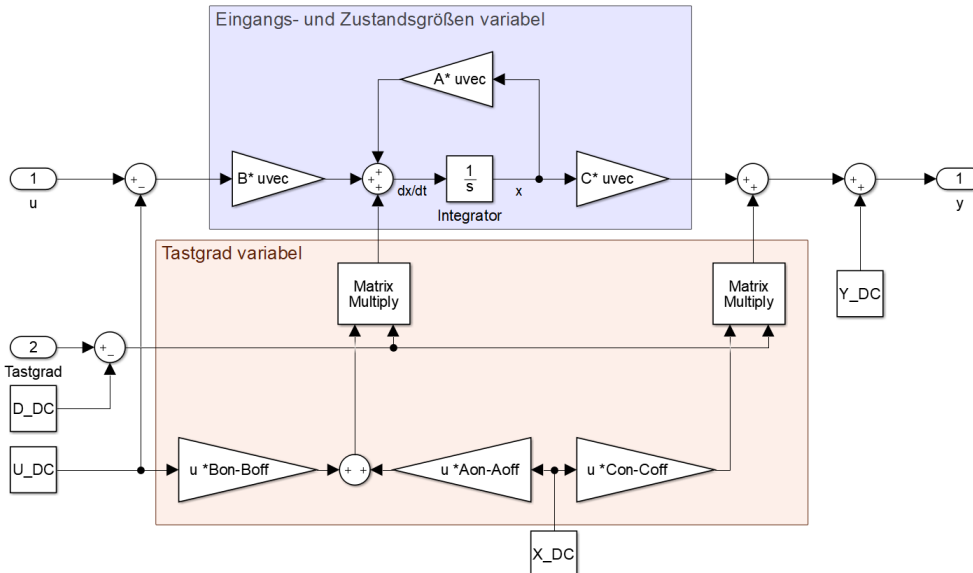 Eingangs- und Zustandsgrößen variabel
A* uvec
1
u
+
−
B* uvec
+
+
+
dx/dt
1
s
Integrator
x
C* uvec
+
+
+
+
1
y
Tastgrad variabel
Matrix
Multiply
Matrix
Multiply
Y_DC
2
Tastgrad
+
−
D_DC
U_DC
u *Bon-Boff
+ +
u *Aon-Aoff
u *Con-Coff
X_DC